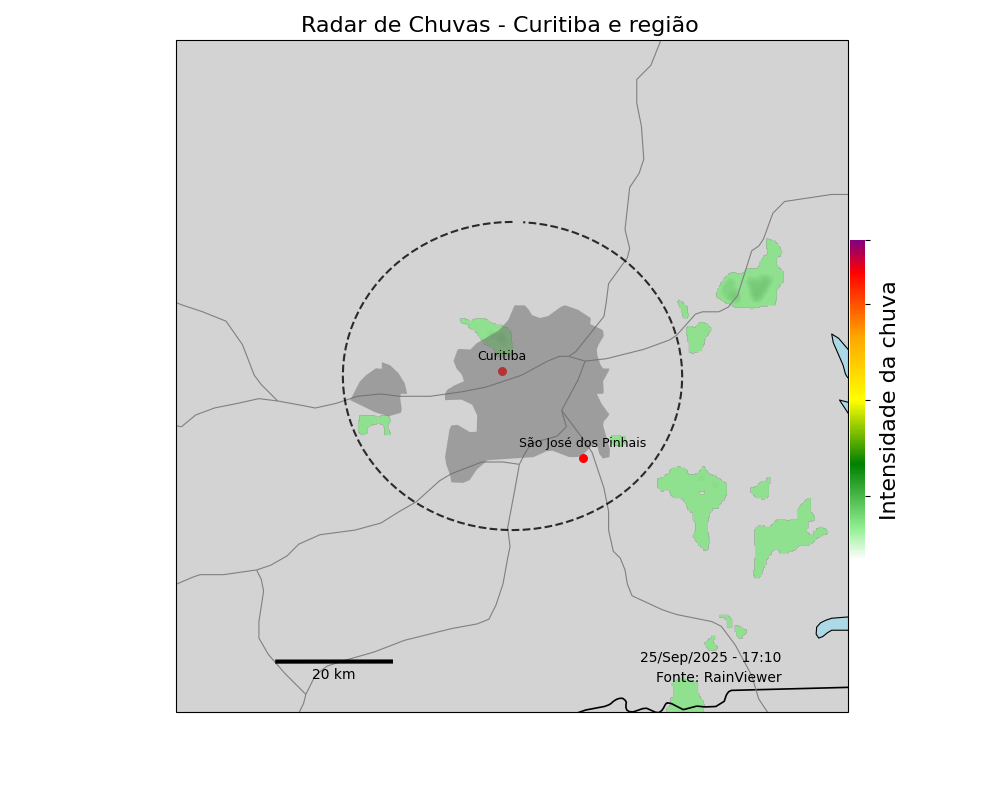 Radar de Chuvas - Curitiba e região
Curitiba
São José dos Pinhais
Intensidade da chuva
25/Sep/2025 - 17:10
Fonte: RainViewer
20 km